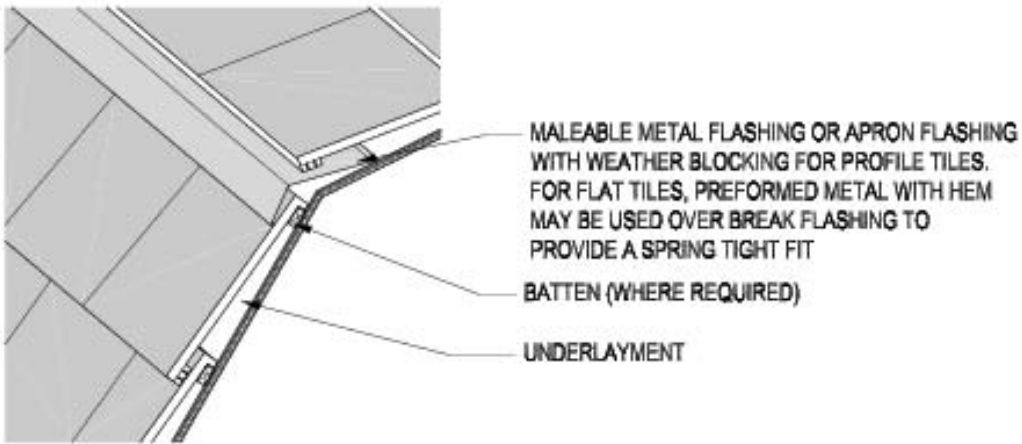 MALEABLE METAL FLASHING OR APRON FLASHING
WITH WEATHER BLOCKING FOR PROFILE TILES.
FOR FLAT TILES, PREFORMED METAL WITH HEM
MAY BE USED OVER BREAK FLASHING TO
PROVIDE A SPRING TIGHT FIT
BATTEN (WHERE REQUIRED)
UNDERLAYMENT